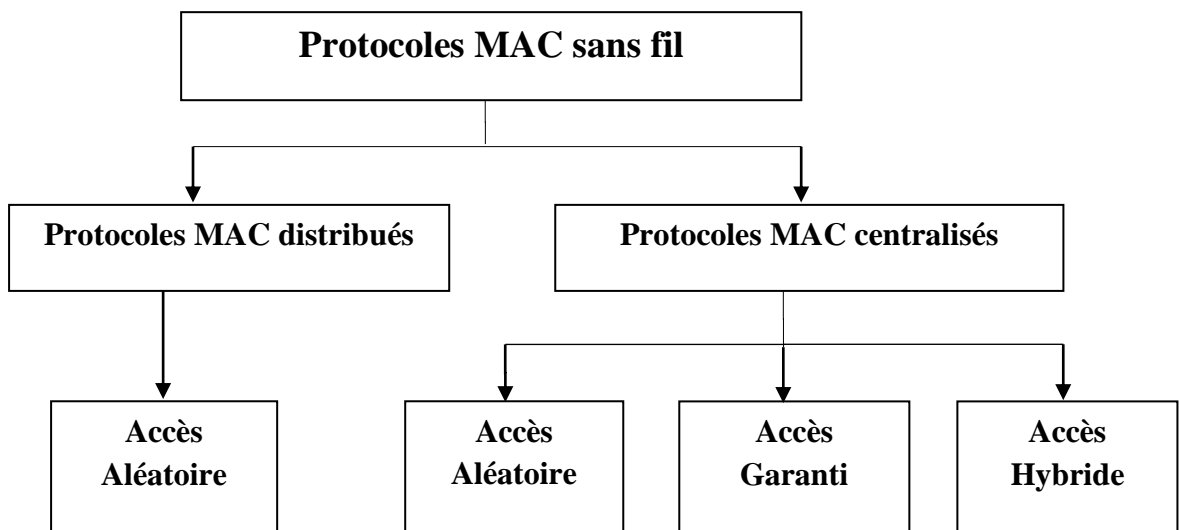 Protocoles MAC sans fil
Protocoles MAC distribués
Protocoles MAC centralisés
Accès
Aléatoire
Accès
Aléatoire
Accès
Garanti
Accès
Hybride